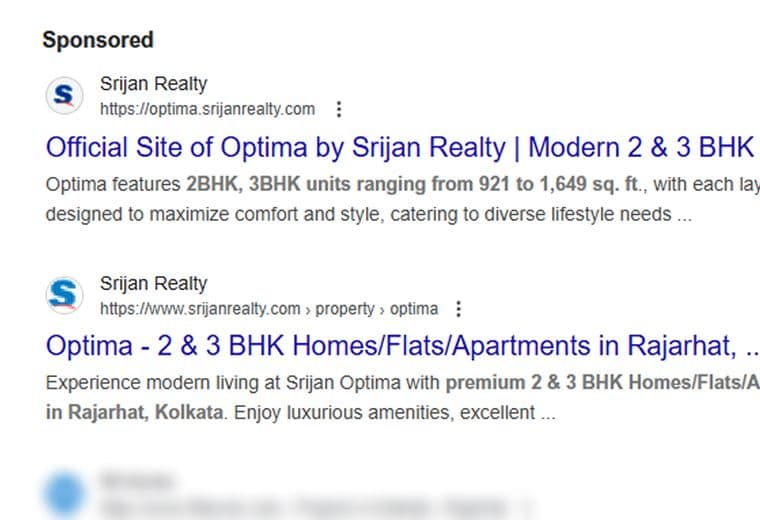 Sponsored
Srijan Realty
https://optima.srijanrealty.com
Official Site of Optima by Srijan Realty | Modern 2 & 3 BHK
Optima features 2BHK, 3BHK units ranging from 921 to 1,649 sq. ft., with each lay
designed to maximize comfort and style, catering to diverse lifestyle needs ...
Srijan Realty
https://www.srijanrealty.com › property › optima
Optima - 2 & 3 BHK Homes/Flats/Apartments in Rajarhat, ..
Experience modern living at Srijan Optima with premium 2 & 3 BHK Homes/Flats/A
in Rajarhat, Kolkata. Enjoy luxurious amenities, excellent ...